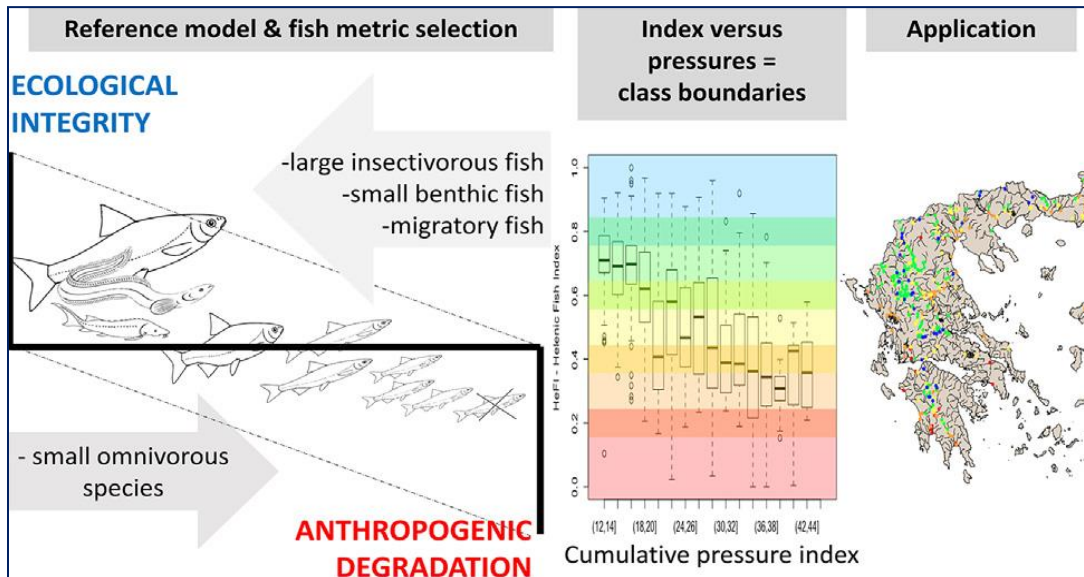 Reference model & fish metric selection
Index versus
pressures =
class boundaries
Application
ECOLOGICAL
INTEGRITY
-large insectivorous fish
-small benthic fish
-migratory fish
- small omnivorous
species
ANTHROPOGENIC
DEGRADATION
HeFI - Helenic Fish Index
1.0
0.8
0.6
0.4
0.2
0.0
(12,14]
(18,20]
(24,26]
(30,32]
(36,38]
(42,44]
Cumulative pressure index